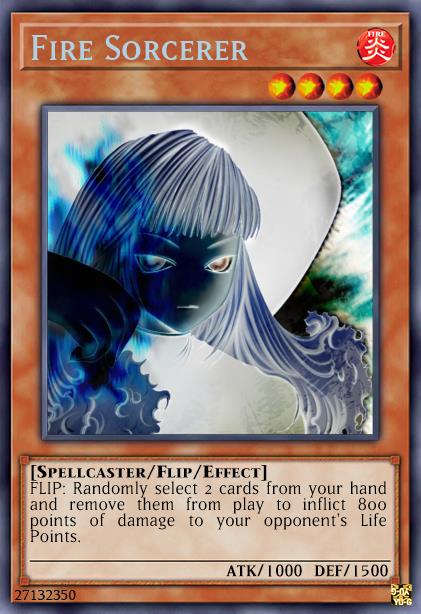 FIRE SORCERER
FIRE
炎
[SPELLCASTER/FLIP/EFFECT]
FLIP: Randomly select 2 cards from your hand
and remove them from play to inflict 800
points of damage to your opponent's Life
Points.
ATK/1000 DEF/1500
27132350